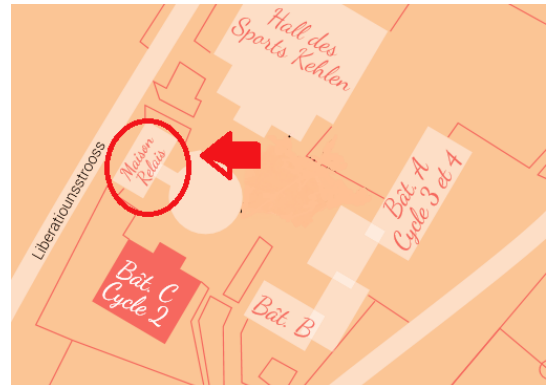 Hall des
Sports Kehlen
Maison
Relais
Liberatiounsstrooss
Bât. A
Cycle 3 et 4
Bât. C
Cycle 2
Bât. B